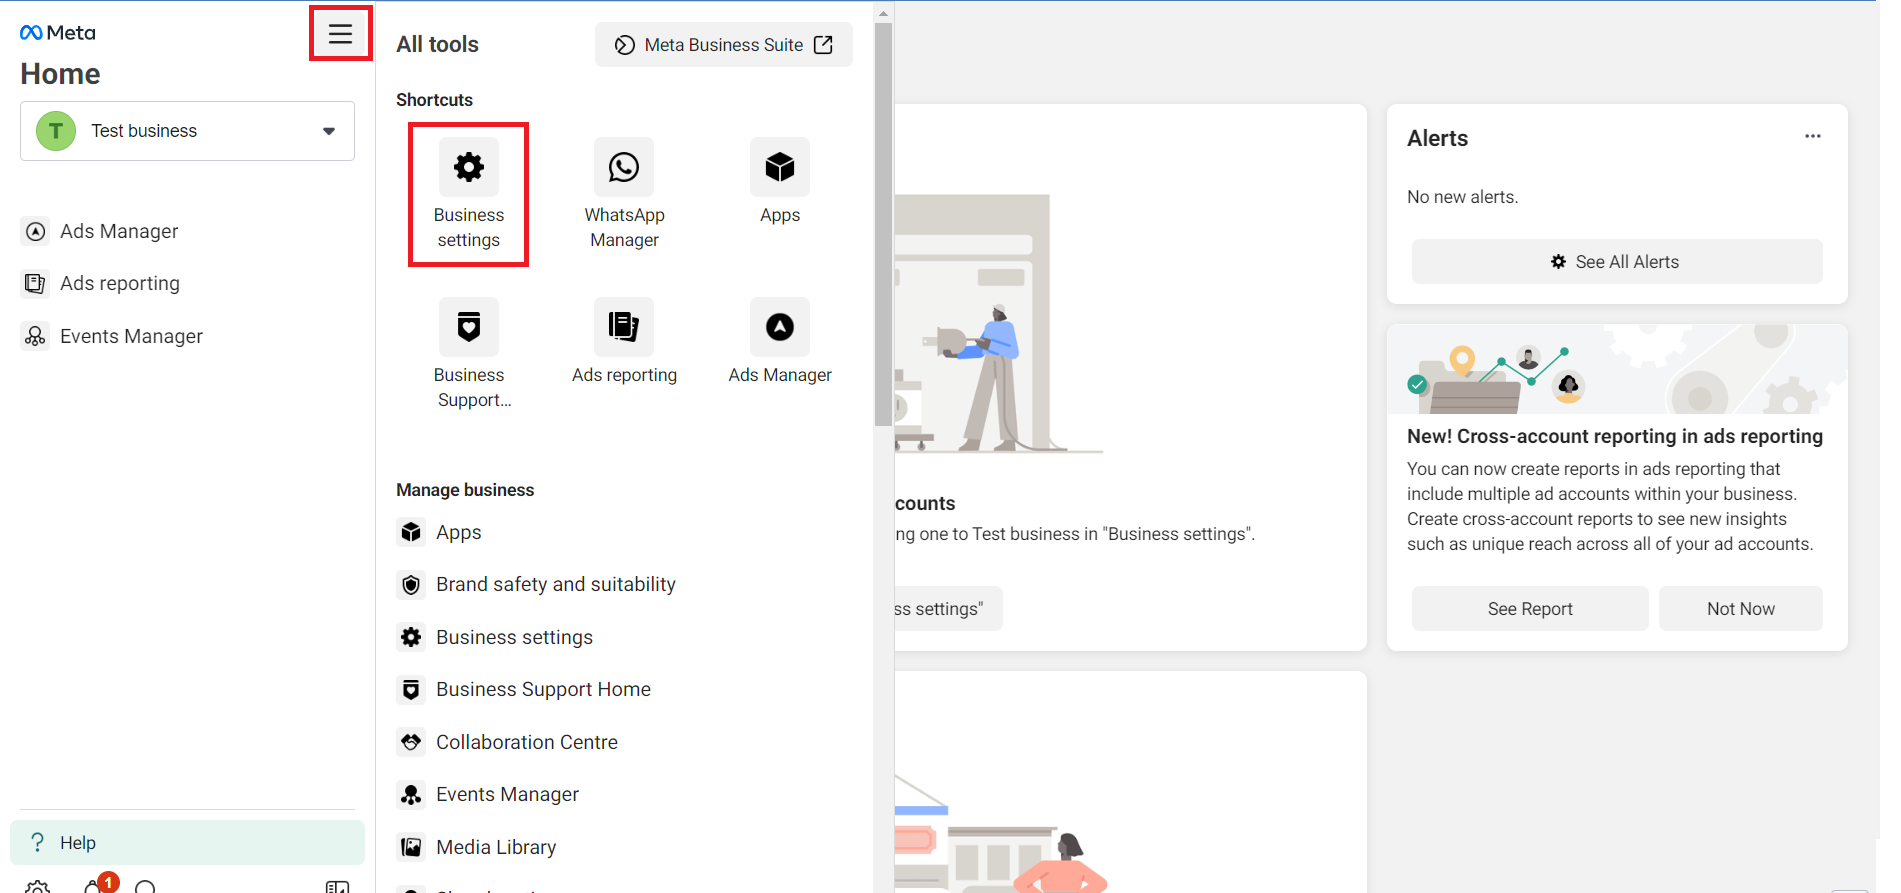 Meta
Home
T
Test business
Ads Manager
Ads reporting
Events Manager
?
Help
1
All tools
Meta Business Suite
Shortcuts
Business
settings
WhatsApp
Manager
Apps
Business
Support...
Ads reporting
Ads Manager
Manage business
Apps
Brand safety and suitability
Business settings
Business Support Home
Collaboration Centre
Events Manager
Media Library
counts
ng one to Test business in "Business settings".
ss settings"
Alerts
No new alerts.
See All Alerts
New! Cross-account reporting in ads reporting
You can now create reports in ads reporting that
include multiple ad accounts within your business.
Create cross-account reports to see new insights
such as unique reach across all of your ad accounts.
See Report
Not Now